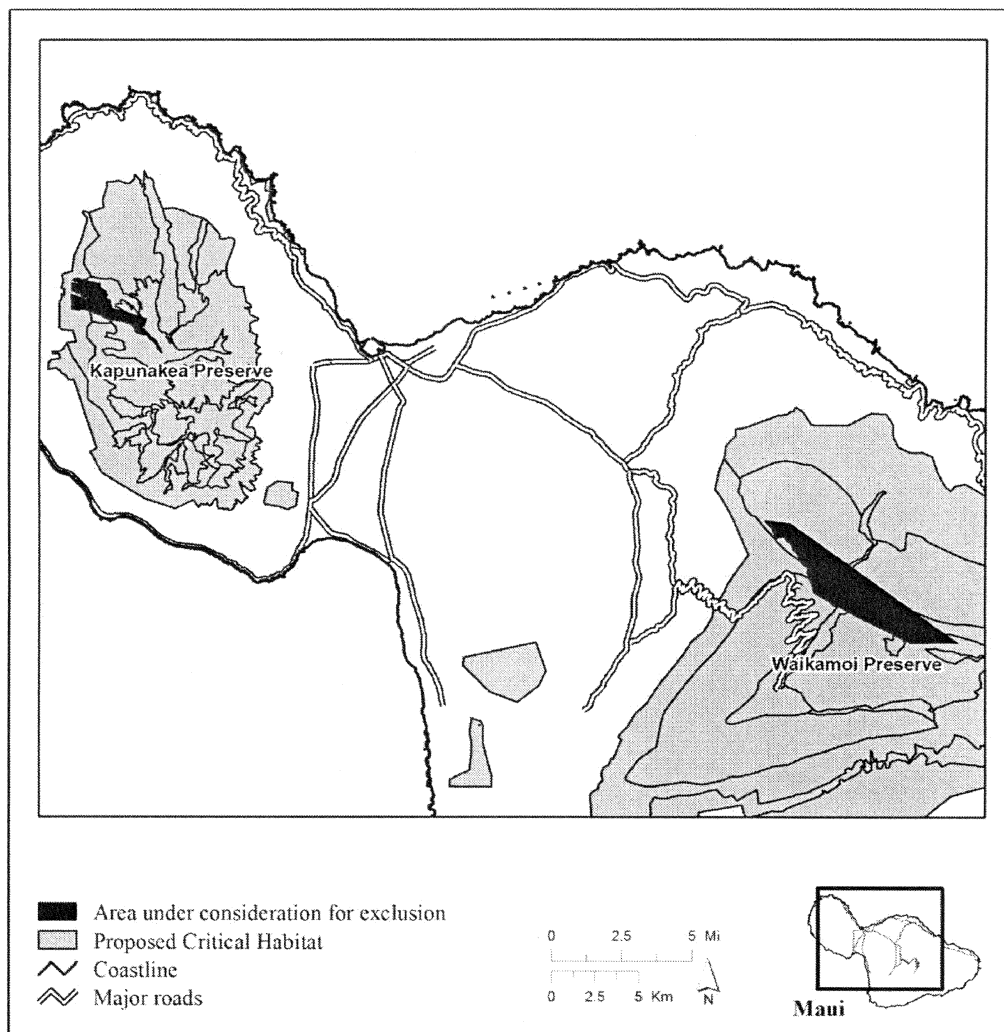 Kapunakea Preserve
Waikamoi Preserve
Area under consideration for exclusion
Proposed Critical Habitat
Coastline
Major roads
0 2.5 5 Mi
0 2.5 5 Km
N
Maui